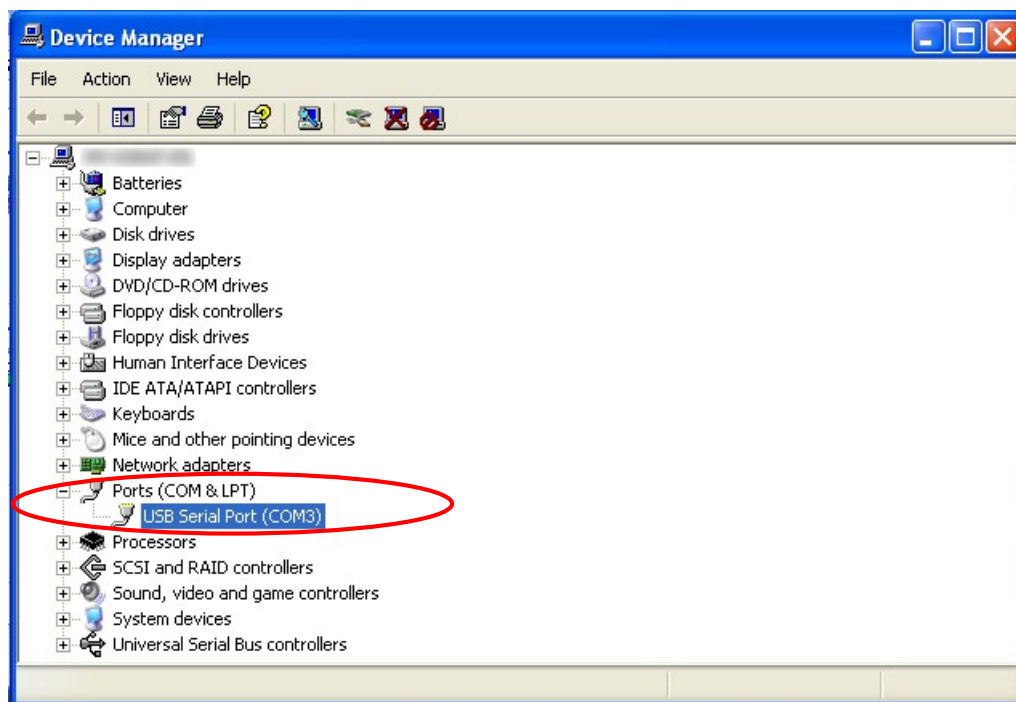 Device Manager
File Action View Help
Batteries
Computer
Disk drives
Display adapters
DVD/CD-ROM drives
Floppy disk controllers
Floppy disk drives
Human Interface Devices
IDE ATA/ATAPI controllers
Keyboards
Mice and other pointing devices
Network adapters
Ports (COM & LPT)
USB Serial Port (COM3)
Processors
SCSI and RAID controllers
Sound, video and game controllers
System devices
Universal Serial Bus controllers